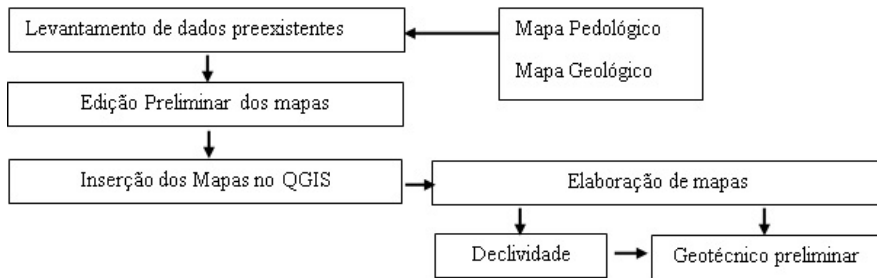 Levantamento de dados preexistentes
Mapa Pedológico
Mapa Geológico
Edição Preliminar dos mapas
Inserção dos Mapas no QGIS
Elaboração de mapas
Declividade
Geotécnico preliminar